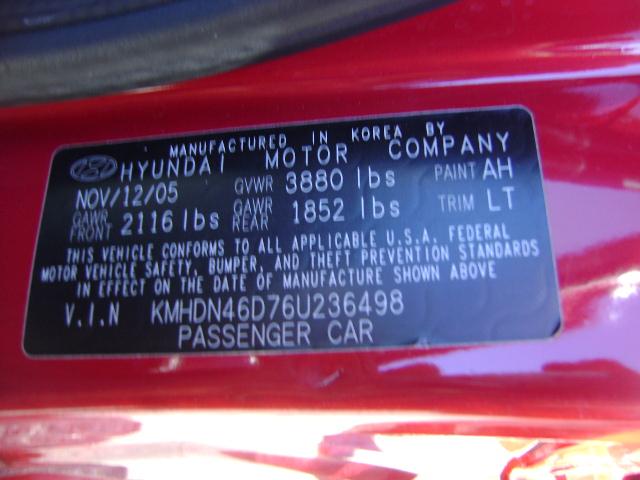 MANUFACTURED IN KOREA BY
HYUNDAI MOTOR COMPANY
NOV/12/05 GVWR 3880 lbs PAINT AH
GAWR FRONT 2116 lbs GAWR REAR 1852 lbs TRIM LT
THIS VEHICLE CONFORMS TO ALL APPLICABLE U.S.A. FEDERAL
MOTOR VEHICLE SAFETY, BUMPER, AND THEFT PREVENTION STANDARDS
IN EFFECT ON THE DATE OF MANUFACTURE SHOWN ABOVE
V.I.N KMHDN46D76U236498
PASSENGER CAR